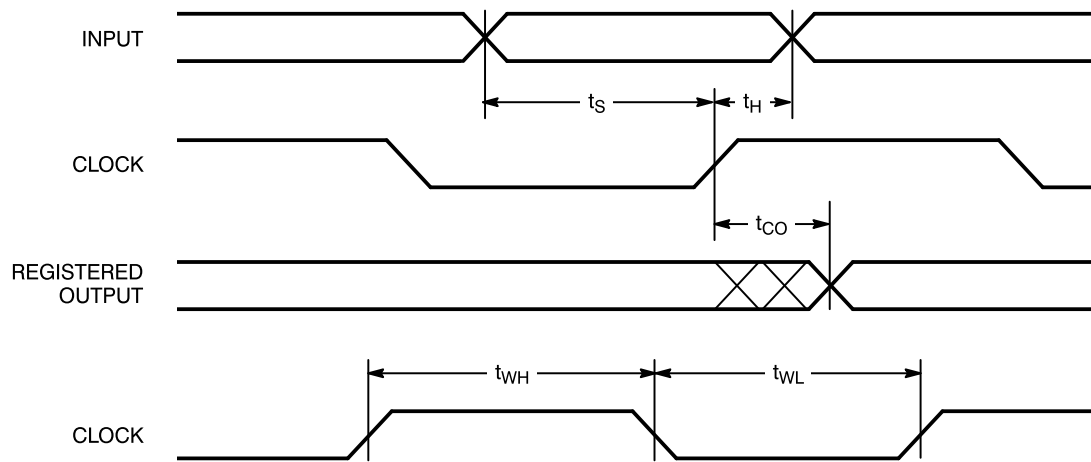 INPUT
tS
tH
CLOCK
tCO
REGISTERED
OUTPUT
tWH
tWL
CLOCK